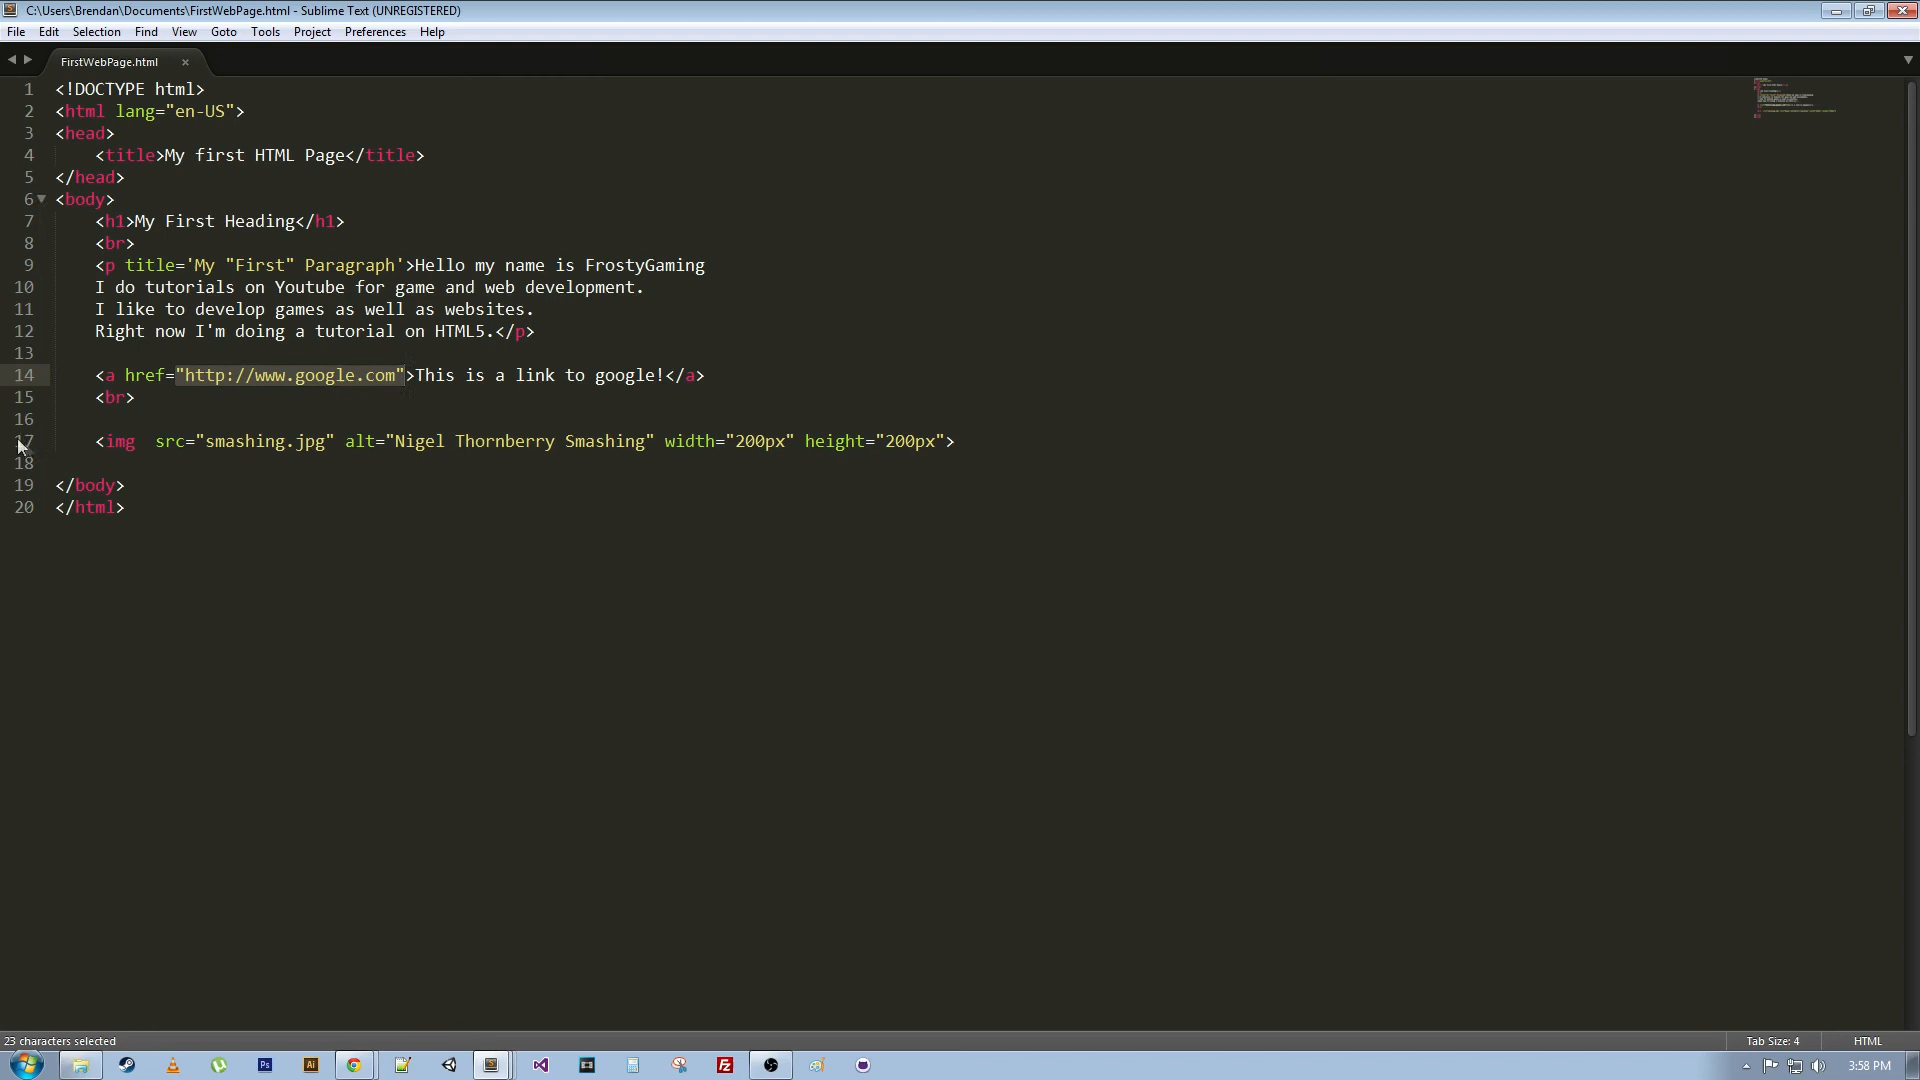 C:\Users\Brendan\Documents\FirstWebPage.html - Sublime Text (UNREGISTERED)
File Edit Selection Find View Goto Tools Project Preferences Help
FirstWebPage.html ×
1 <!DOCTYPE html>
2 <html lang="en-US">
3 <head>
4 <title>My first HTML Page</title>
5 </head>
6 <body>
7 <h1>My First Heading</h1>
8 <br>
9 <p title='My "First" Paragraph'>Hello my name is FrostyGaming
10 I do tutorials on Youtube for game and web development.
11 I like to develop games as well as websites.
12 Right now I'm doing a tutorial on HTML5.</p>
13
14 <a href="http://www.google.com">This is a link to google!</a>
15 <br>
16
17 <img  src="smashing.jpg" alt="Nigel Thornberry Smashing" width="200px" height="200px">
18
19 </body>
20 </html>
23 characters selected Tab Size: 4 HTML
Ps Ai Fz 3:58 PM